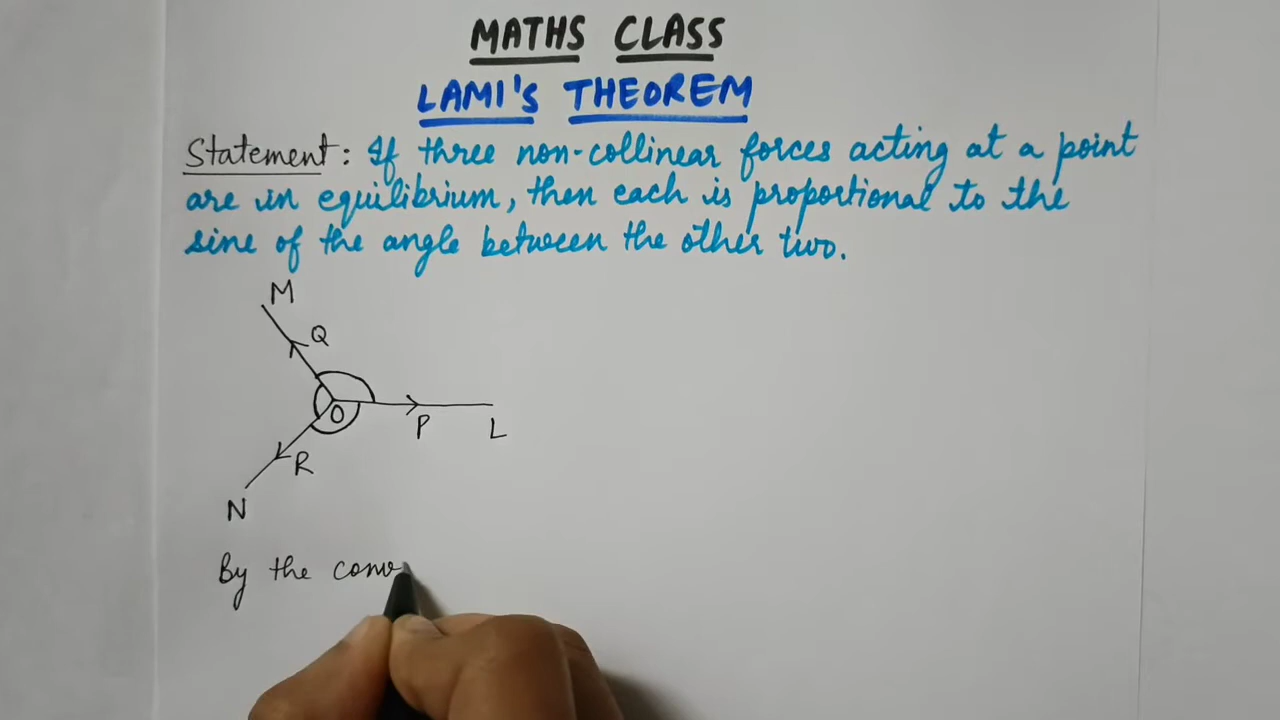 MATHS CLASS
LAMI's THEOREM
Statement: If three non-collinear forces acting at a point
are in equilibrium, then each is proportional to the
sine of the angle between the other two.
M
Q
O
P
L
R
N
By the conv